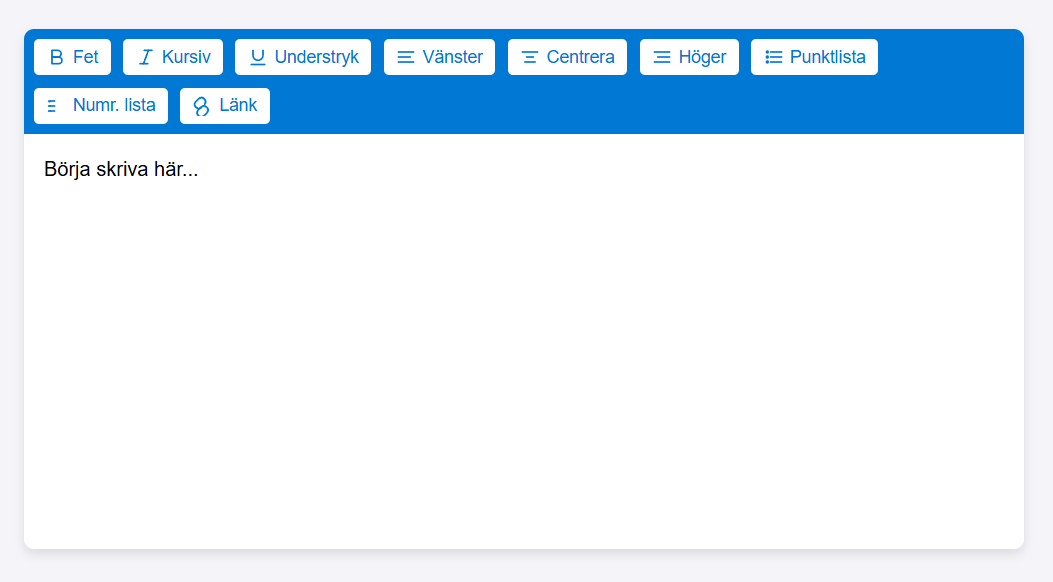 Fet Kursiv Understryk Vänster Centrera Höger Punktlista
Numr. lista Länk
Börja skriva här...